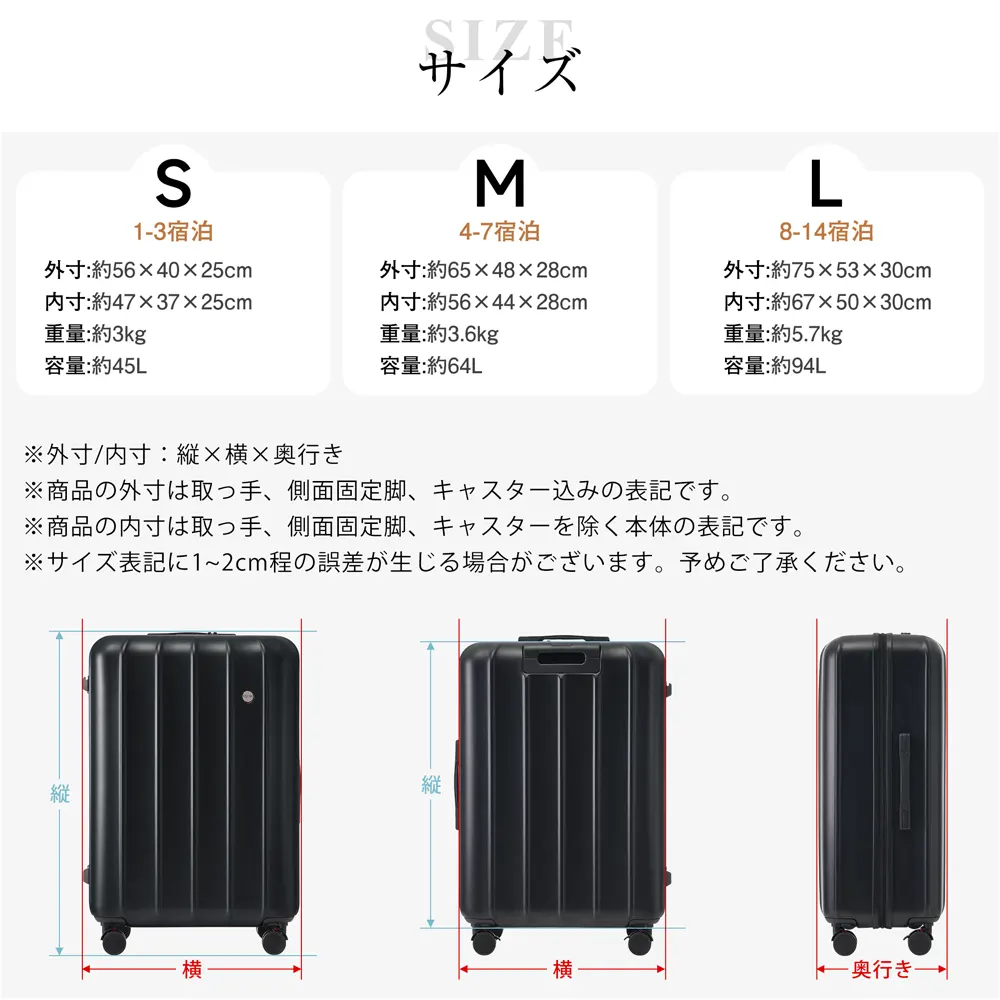 SIZE
サイズ
S
1-3宿泊
外寸:約56×40×25cm
内寸:約47×37×25cm
重量:約3kg
容量:約45L
M
4-7宿泊
外寸:約65×48×28cm
内寸:約56×44×28cm
重量:約3.6kg
容量:約64L
L
8-14宿泊
外寸:約75×53×30cm
内寸:約67×50×30cm
重量:約5.7kg
容量:約94L
※外寸/内寸：縦×横×奥行き
※商品の外寸は取っ手、側面固定脚、キャスター込みの表記です。
※商品の内寸は取っ手、側面固定脚、キャスターを除く本体の表記です。
※サイズ表記に1~2cm程の誤差が生じる場合がございます。予めご了承ください。
縦
横
縦
横
奥行き